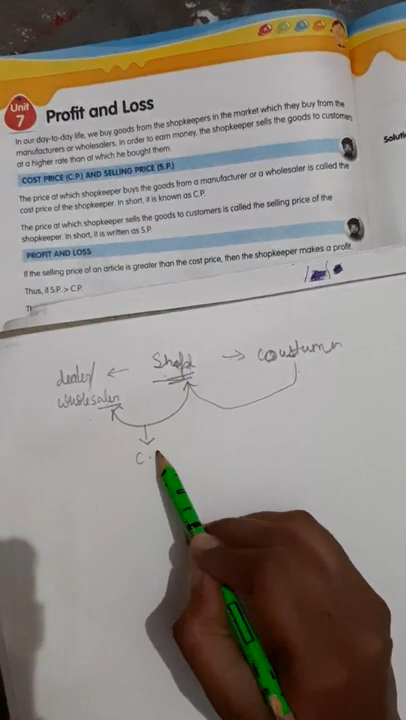 Unit
7
Profit and Loss
In our day-to-day life, we buy goods from the shopkeepers in the market which they buy from the
manufacturers or wholesalers. In order to earn money, the shopkeeper sells the goods to customers
at a higher rate than at which he bought them.
COST PRICE (C.P.) AND SELLING PRICE (S.P.)
The price at which shopkeeper buys the goods from a manufacturer or a wholesaler is called the
cost price of the shopkeeper. In short, it is known as C.P.
The price at which shopkeeper sells the goods to customers is called the selling price of the
shopkeeper. In short, it is written as S.P.
PROFIT AND LOSS
If the selling price of an article is greater than the cost price, then the shopkeeper makes a profit.
Thus, if S.P. > C.P.
dealer/ ← Shopk → coustumer
wholesaler
C.